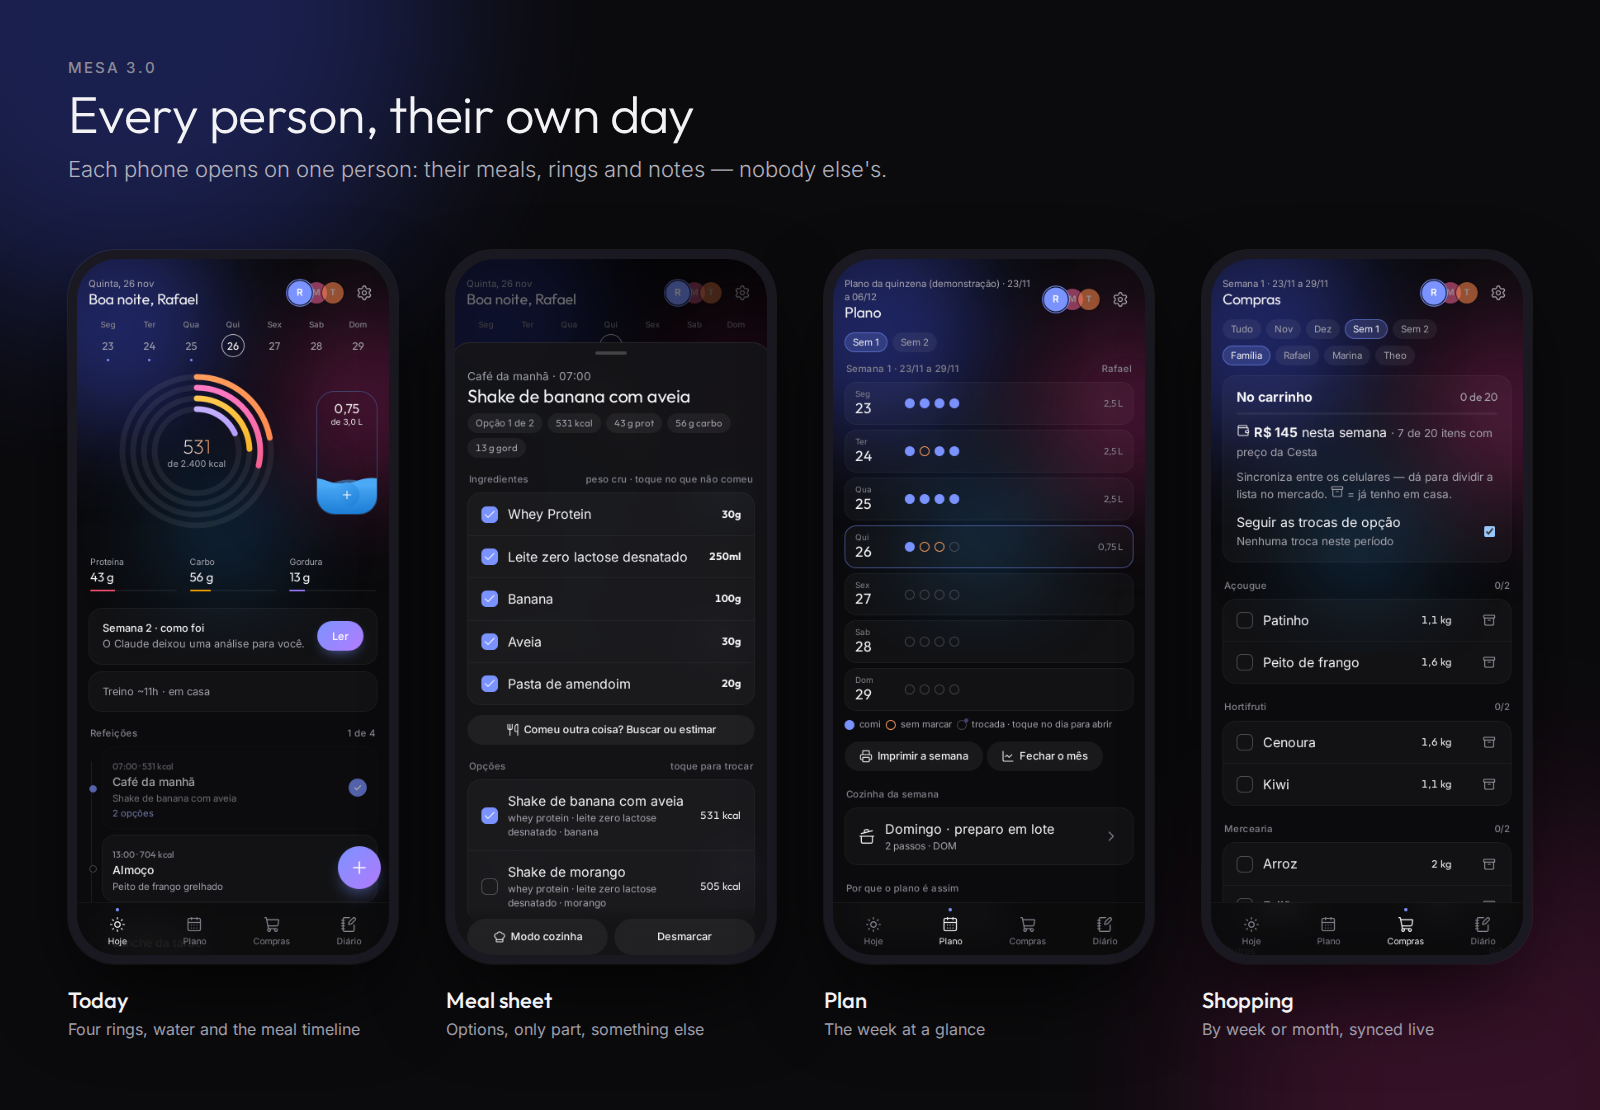 MESA 3.0
Every person, their own day
Each phone opens on one person: their meals, rings and notes — nobody else's.
Quinta, 26 nov
Boa noite, Rafael
R M T
Seg Ter Qua Qui Sex Sab Dom
23 24 25 26 27 28 29
531
de 2.400 kcal
0,75
de 3,0 L
+
Proteína Carbo Gordura
43 g 56 g 13 g
Semana 2 · como foi
O Claude deixou uma análise para você.
Ler
Treino ~11h · em casa
Refeições 1 de 4
07:00 · 531 kcal
Café da manhã
Shake de banana com aveia
2 opções
13:00 · 704 kcal
Almoço
Peito de frango grelhado
+
Hoje Plano Compras Diário
Today
Four rings, water and the meal timeline
Quinta, 26 nov
Boa noite, Rafael
R M T
Seg Ter Qua Qui Sex Sab Dom
Café da manhã · 07:00
Shake de banana com aveia
Opção 1 de 2 531 kcal 43 g prot 56 g carbo
13 g gord
Ingredientes peso cru · toque no que não comeu
Whey Protein 30g
Leite zero lactose desnatado 250ml
Banana 100g
Aveia 30g
Pasta de amendoim 20g
Comeu outra coisa? Buscar ou estimar
Opções toque para trocar
Shake de banana com aveia
whey protein · leite zero lactose
desnatado · banana
531 kcal
Shake de morango
whey protein · leite zero lactose
desnatado · morango
505 kcal
Modo cozinha Desmarcar
Meal sheet
Options, only part, something else
Plano da quinzena (demonstração) · 23/11
a 06/12
Plano
R M T
Sem 1 Sem 2
Semana 1 · 23/11 a 29/11 Rafael
Seg
23 2,5 L
Ter
24 2,5 L
Qua
25 2,5 L
Qui
26 0,75 L
Sex
27
Sab
28
Dom
29
comi sem marcar trocada · toque no dia para abrir
Imprimir a semana Fechar o mês
Cozinha da semana
Domingo · preparo em lote
2 passos · DOM
Por que o plano é assim
Hoje Plano Compras Diário
Plan
The week at a glance
Semana 1 · 23/11 a 29/11
Compras
R M T
Tudo Nov Dez Sem 1 Sem 2
Família Rafael Marina Theo
No carrinho 0 de 20
R$ 145 nesta semana · 7 de 20 itens com
preço da Cesta
Sincroniza entre os celulares — dá para dividir a
lista no mercado. = já tenho em casa.
Seguir as trocas de opção
Nenhuma troca neste período
Açougue 0/2
Patinho 1,1 kg
Peito de frango 1,6 kg
Hortifruti 0/2
Cenoura 1,6 kg
Kiwi 1,1 kg
Mercearia 0/2
Arroz 2 kg
Hoje Plano Compras Diário
Shopping
By week or month, synced live